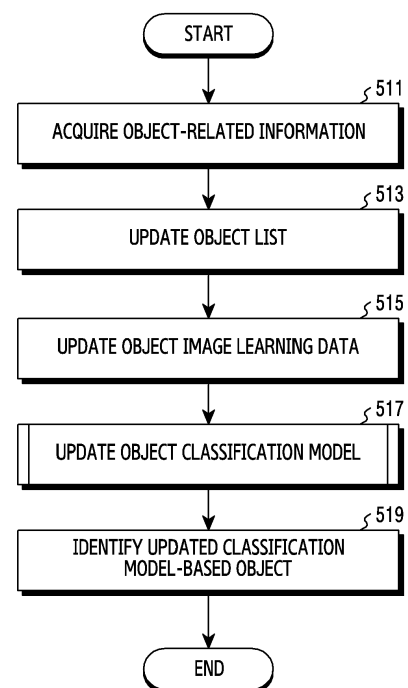 START
511
ACQUIRE OBJECT-RELATED INFORMATION
513
UPDATE OBJECT LIST
515
UPDATE OBJECT IMAGE LEARNING DATA
517
UPDATE OBJECT CLASSIFICATION MODEL
519
IDENTIFY UPDATED CLASSIFICATION
MODEL-BASED OBJECT
END